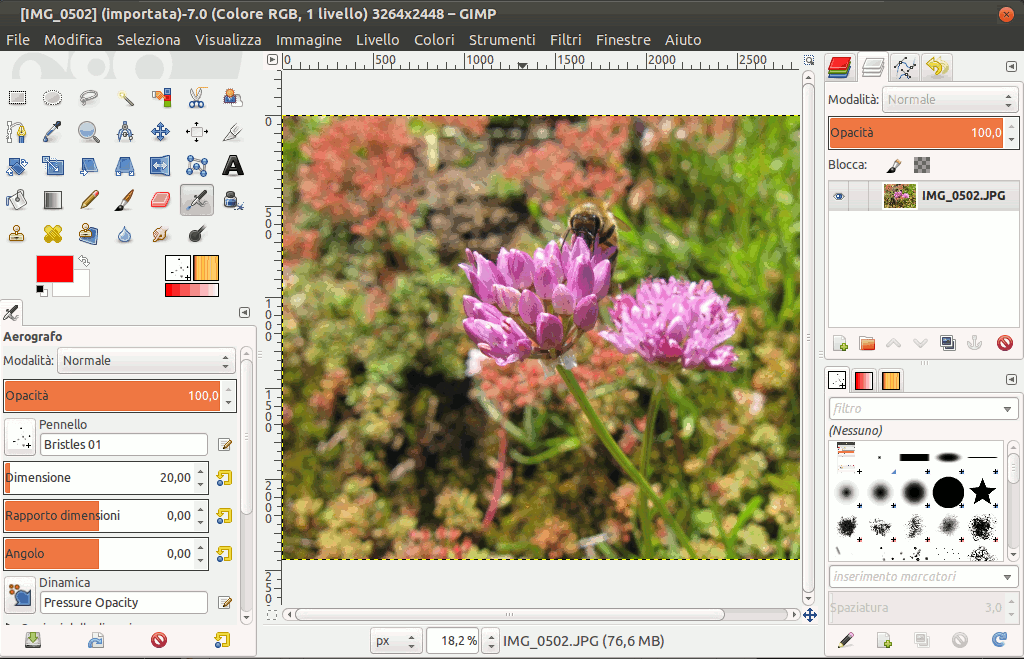 [IMG_0502] (importata)-7.0 (Colore RGB, 1 livello) 3264x2448 – GIMP
File Modifica Seleziona Visualizza Immagine Livello Colori Strumenti Filtri Finestre Aiuto
0 500 1000 1500 2000 2500
0
500
1000
1500
2000
250
Aerografo
Modalità: Normale
Opacità 100,0
Pennello
Bristles 01
Dimensione 20,00
Rapporto dimensioni 0,00
Angolo 0,00
Dinamica
Pressure Opacity
px 18,2 % IMG_0502.JPG (76,6 MB)
Modalità: Normale
Opacità 100,0
Blocca:
IMG_0502.JPG
filtro
(Nessuno)
inserimento marcatori
Spaziatura 3,0